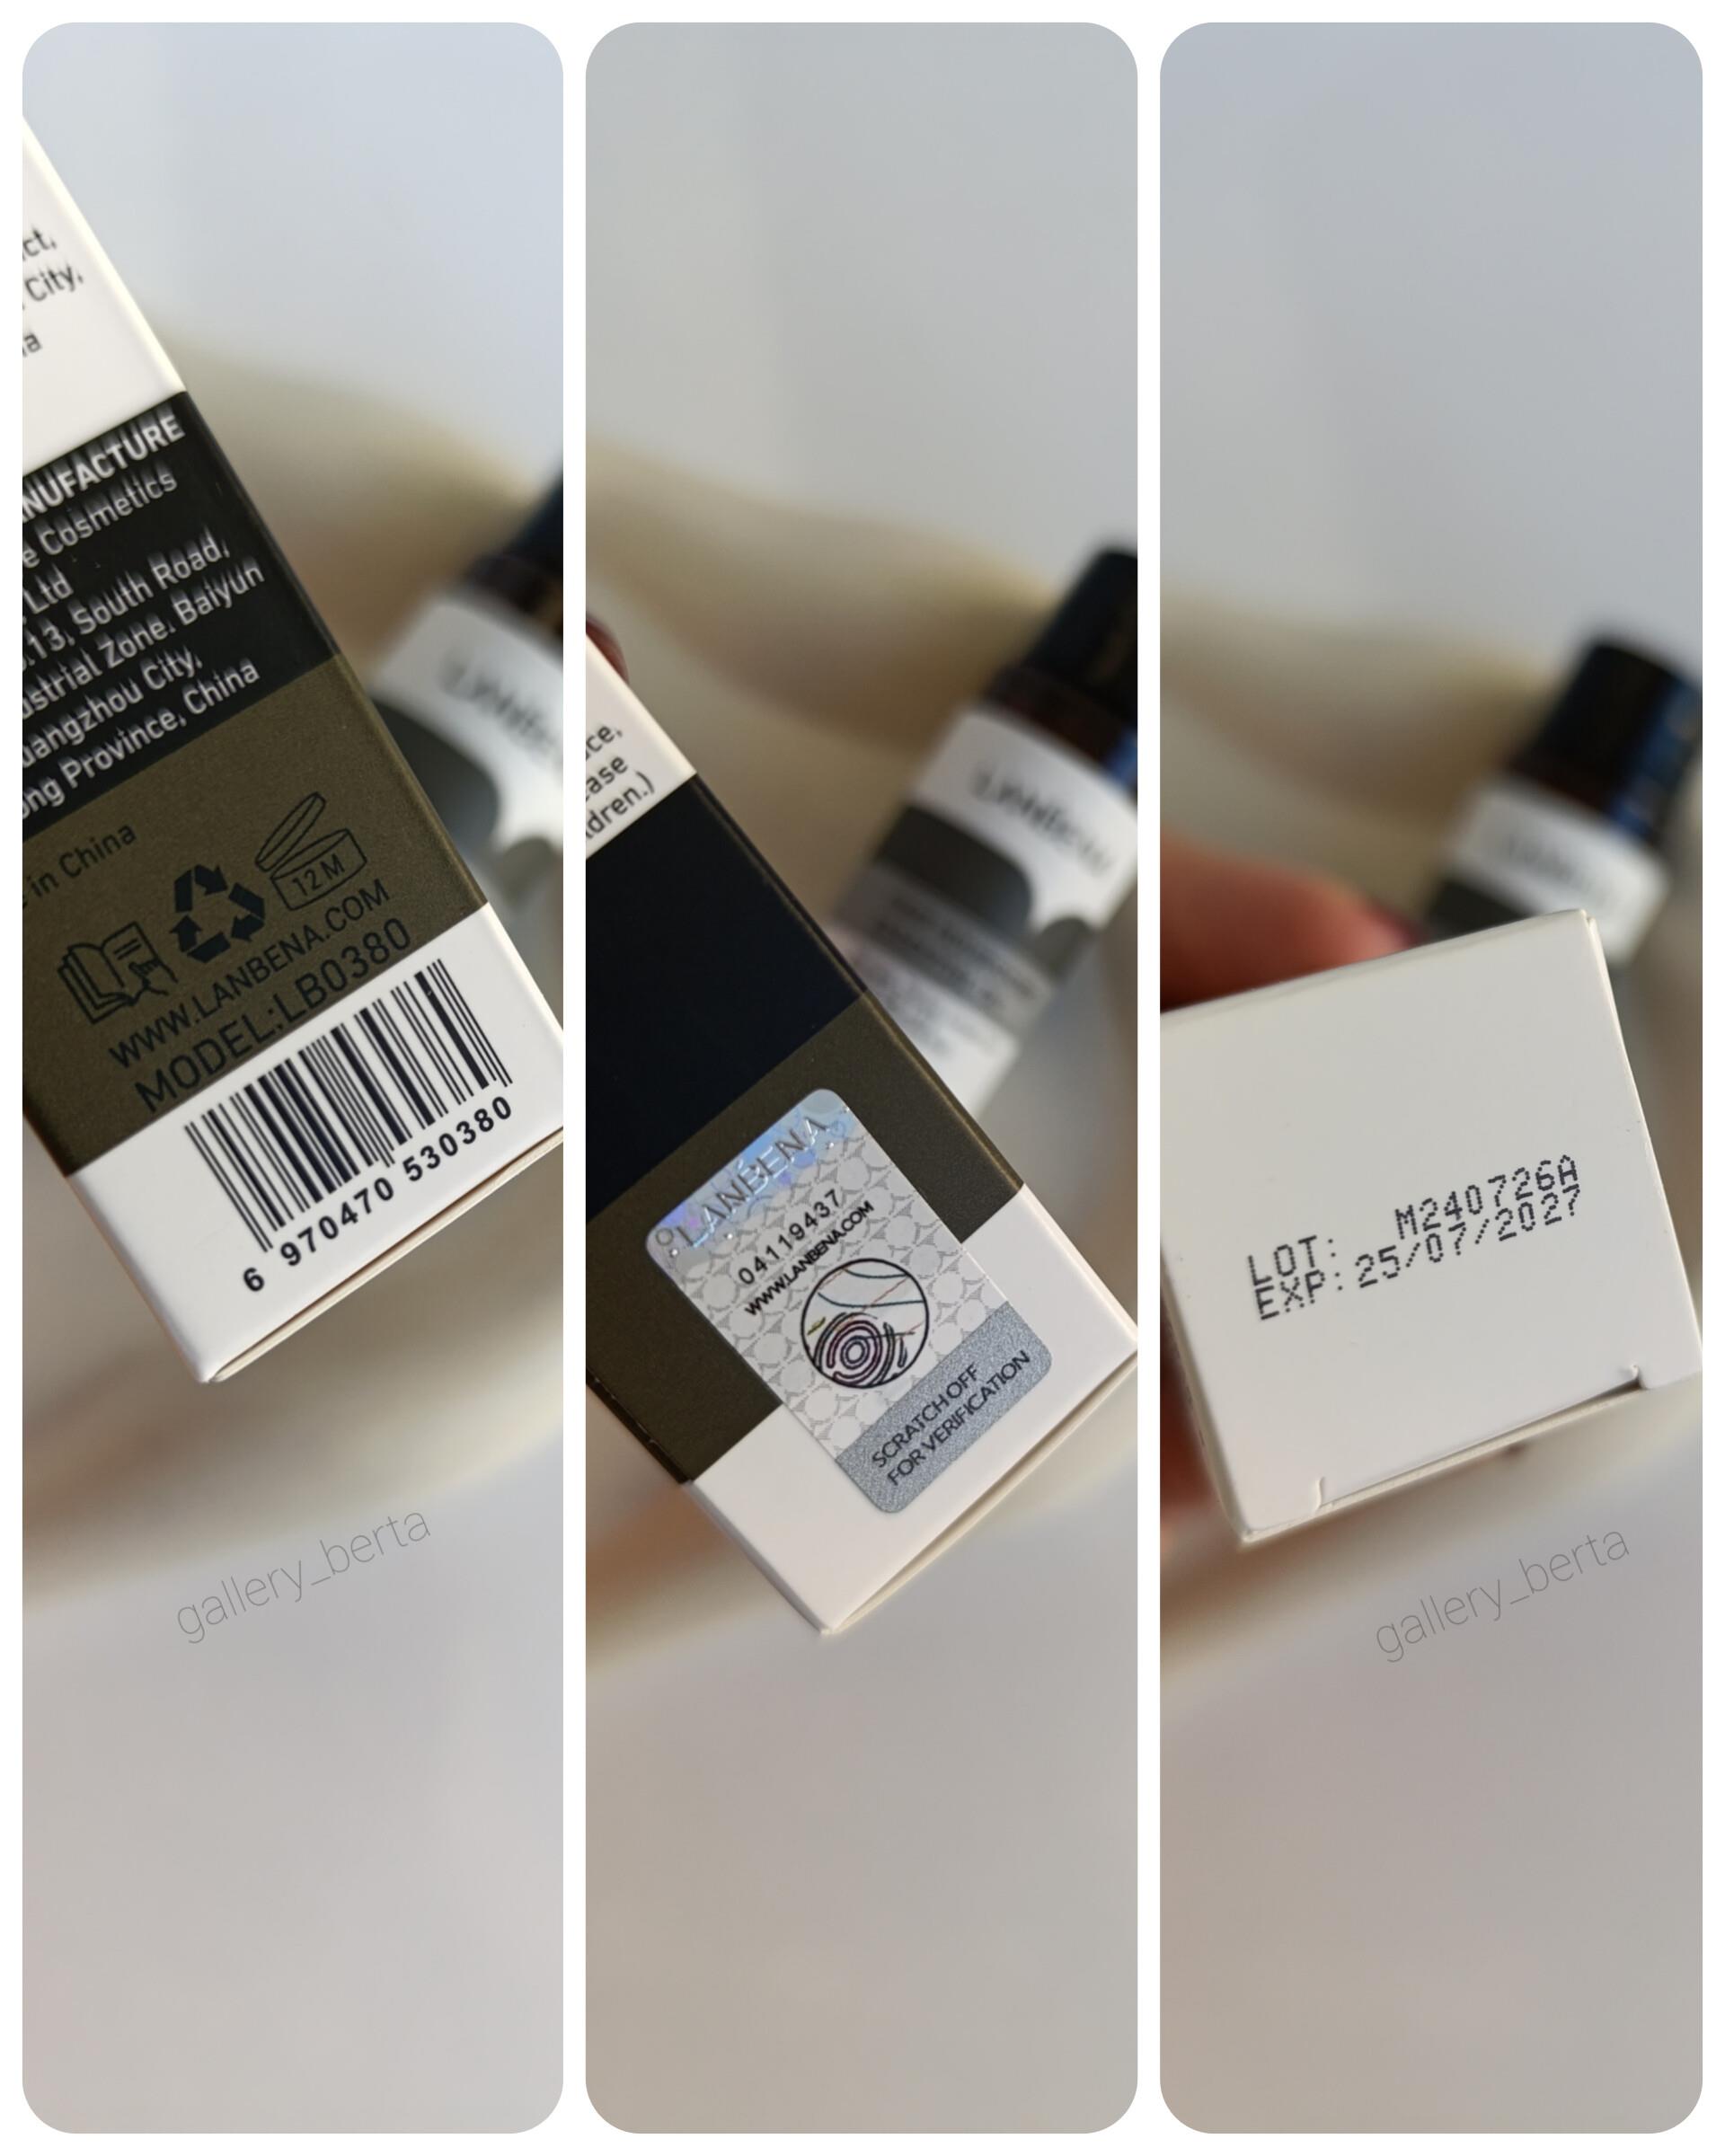 ct,
City,
a
NUFACTURE
e Cosmetics
Ltd
.13, South Road,
ustrial Zone. Baiyun
uangzhou City,
ong Province, China
in China
12 M
WWW.LANBENA.COM
MODEL:LB0380
6 970470 530380
gallery_berta
ce,
ase
dren.)
LANBENA
04119437
WWW.LANBENA.COM
SCRATCH OFF
FOR VERIFICATION
LOT: M240726A
EXP: 25/07/2027
gallery_berta